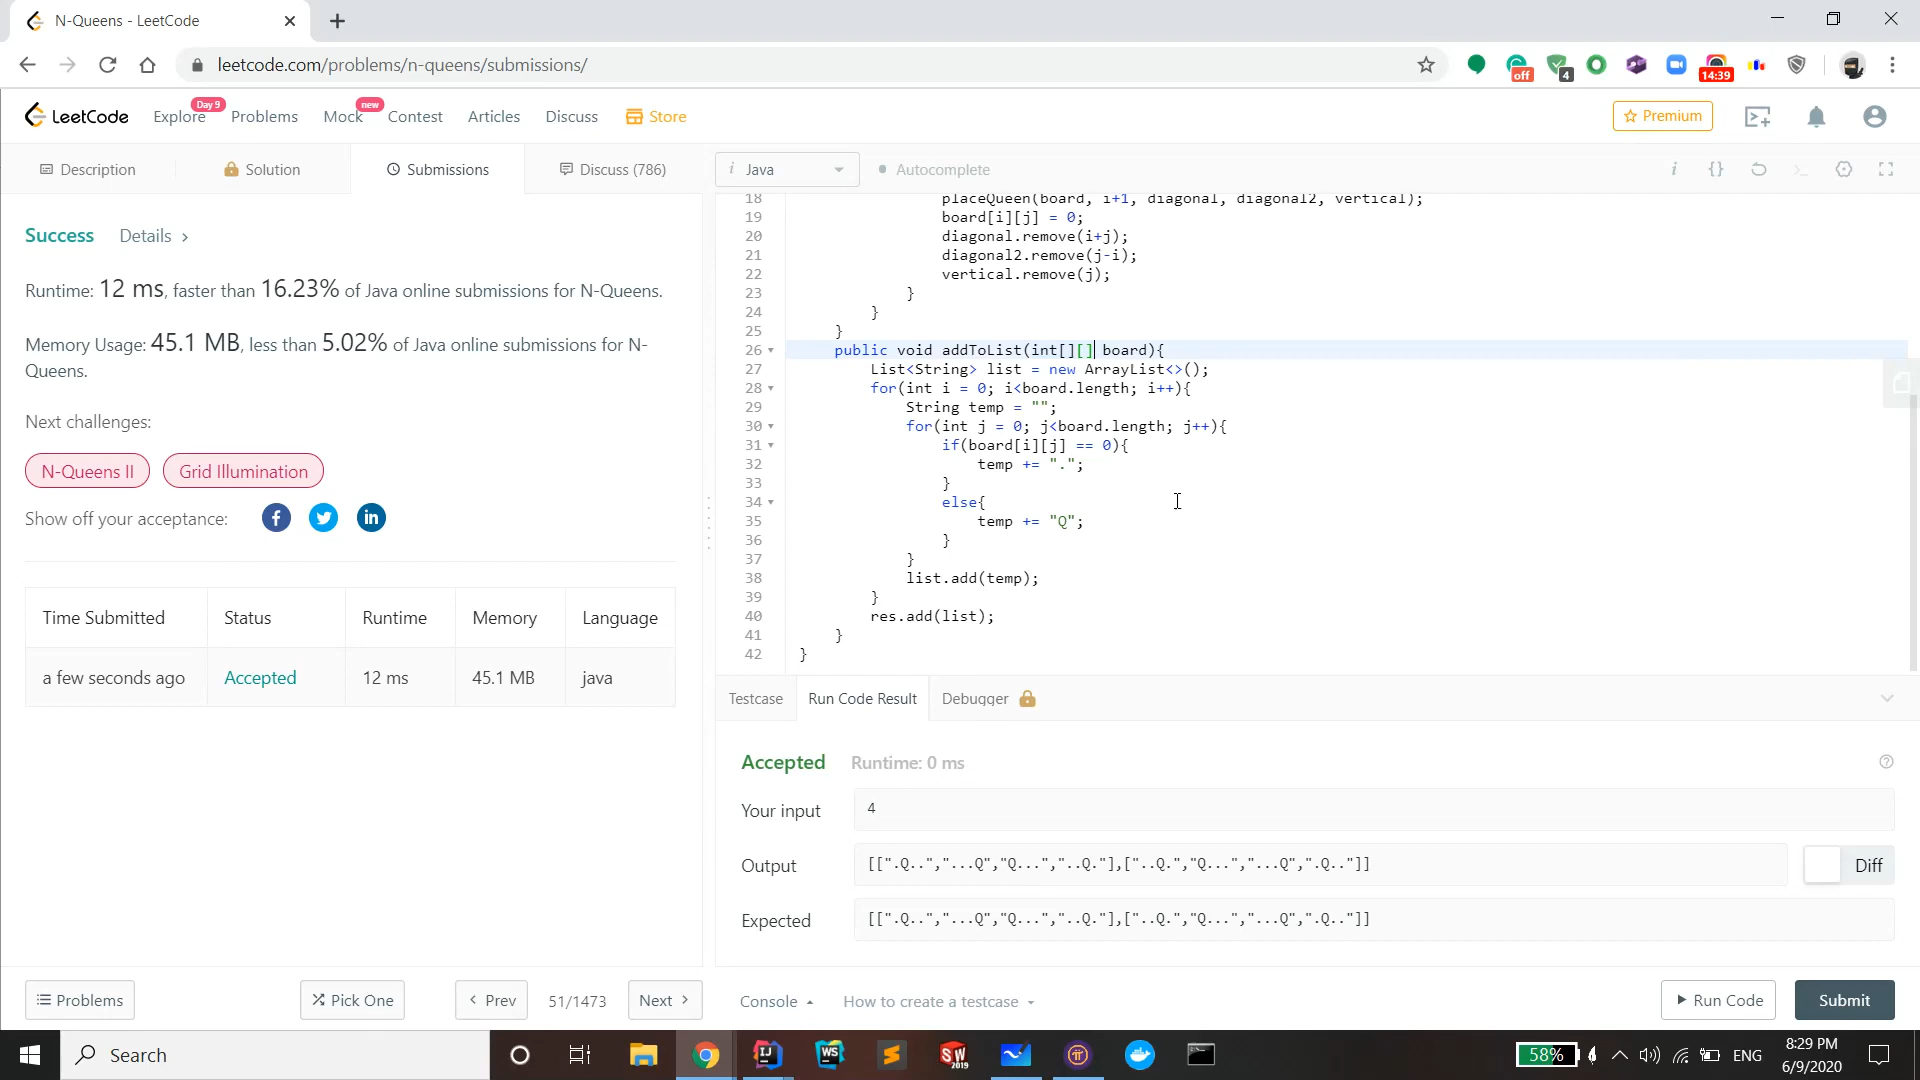 N-Queens - LeetCode
leetcode.com/problems/n-queens/submissions/
off
4
14:39
LeetCode
Explore
Day 9
Problems
Mock
new
Contest
Articles
Discuss
Store
Premium
Description
Solution
Submissions
Discuss (786)
i Java
Autocomplete
Success
Details >
Runtime: 12 ms, faster than 16.23% of Java online submissions for N-Queens.
Memory Usage: 45.1 MB, less than 5.02% of Java online submissions for N-
Queens.
Next challenges:
N-Queens II
Grid Illumination
Show off your acceptance:
Time Submitted Status Runtime Memory Language
a few seconds ago Accepted 12 ms 45.1 MB java
18 placeQueen(board, i+1, diagonal, diagonal2, vertical);
19 board[i][j] = 0;
20 diagonal.remove(i+j);
21 diagonal2.remove(j-i);
22 vertical.remove(j);
23 }
24 }
25 }
26 public void addToList(int[][] board){
27 List<String> list = new ArrayList<>();
28 for(int i = 0; i<board.length; i++){
29 String temp = "";
30 for(int j = 0; j<board.length; j++){
31 if(board[i][j] == 0){
32 temp += ".";
33 }
34 else{
35 temp += "Q";
36 }
37 }
38 list.add(temp);
39 }
40 res.add(list);
41 }
42 }
Testcase
Run Code Result
Debugger
Accepted
Runtime: 0 ms
Your input
4
Output
[[".Q..","...Q","Q...","..Q."],["..Q.","Q...","...Q",".Q.."]]
Diff
Expected
[[".Q..","...Q","Q...","..Q."],["..Q.","Q...","...Q",".Q.."]]
Problems
Pick One
< Prev
51/1473
Next >
Console
How to create a testcase
Run Code
Submit
Search
IJ
WS
SW
2019
58%
ENG
8:29 PM
6/9/2020